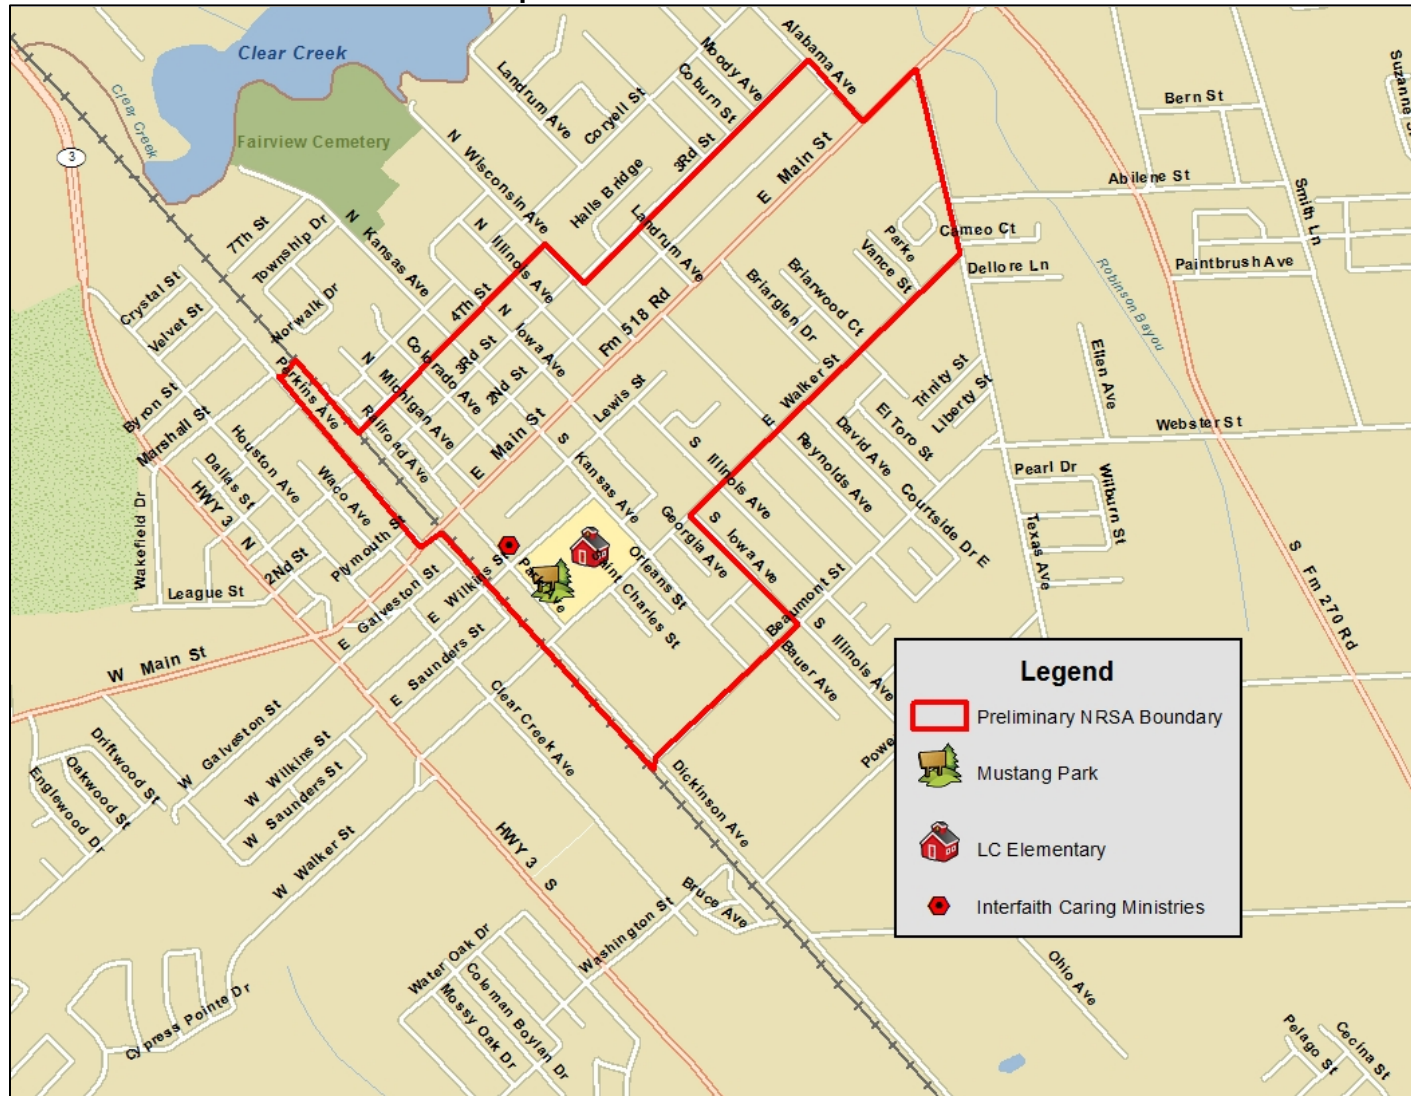 Clear Creek
Clear Creek
Fairview Cemetery
3
Landrum Ave
Moody Ave
Coburn St
Coryell St
Alabama Ave
3Rd St
Halls Bridge
N Wisconsin Ave
E Main St
Landrum Ave
Bern St
Abilene St
Smith Ln
Cameo Ct
Dellore Ln
Paintbrush Ave
Robinson Bayou
Parke
Vance St
Briarwood Ct
Briarglen Dr
7Th St
Township Dr
N Kansas Ave
N Illinois Ave
4Th St
N Iowa Ave
Fm 518 Rd
Crystal St
Velvet St
Norwalk Dr
Perkins Ave
Colorado Ave
3Rd St
2Nd St
N Michigan Ave
Railroad Ave
E Main St
Lewis St
E Walker St
Trinity St
Liberty St
El Toro St
David Ave
Reynolds Ave
Courtside Dr E
Ellen Ave
Webster St
Pearl Dr
Wilburn St
Texas Ave
Byron St
Marshall St
Houston Ave
Dallas St
Waco Ave
HWY 3 N
Wakefield Dr
2Nd St
Plymouth St
League St
S Kansas Ave
S Illinois Ave
Georgia Ave
S Iowa Ave
Orleans St
Saint Charles St
Park Ave
E Wilkins St
E Galveston St
E Saunders St
Beaumont St
Bauer Ave
S Illinois Ave
S Fm 270 Rd
W Main St
Clear Creek Ave
Dickinson Ave
W Galveston St
W Wilkins St
W Saunders St
W Walker St
Driftwood St
Oakwood St
Englewood Dr
HWY 3 S
Bruce Ave
Washington St
Water Oak Dr
Coleman Boylan Dr
Mossy Oak Dr
Cypress Pointe Dr
Ohio Ave
Pelago St
Cecina St
Legend
Preliminary NRSA Boundary
Mustang Park
LC Elementary
Interfaith Caring Ministries